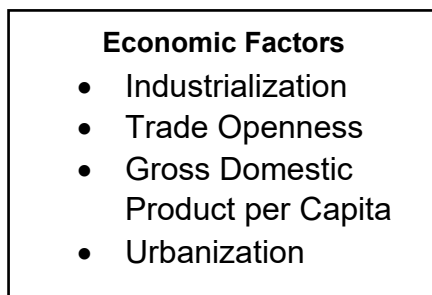 Economic Factors
• Industrialization
• Trade Openness
• Gross Domestic
Product per Capita
• Urbanization